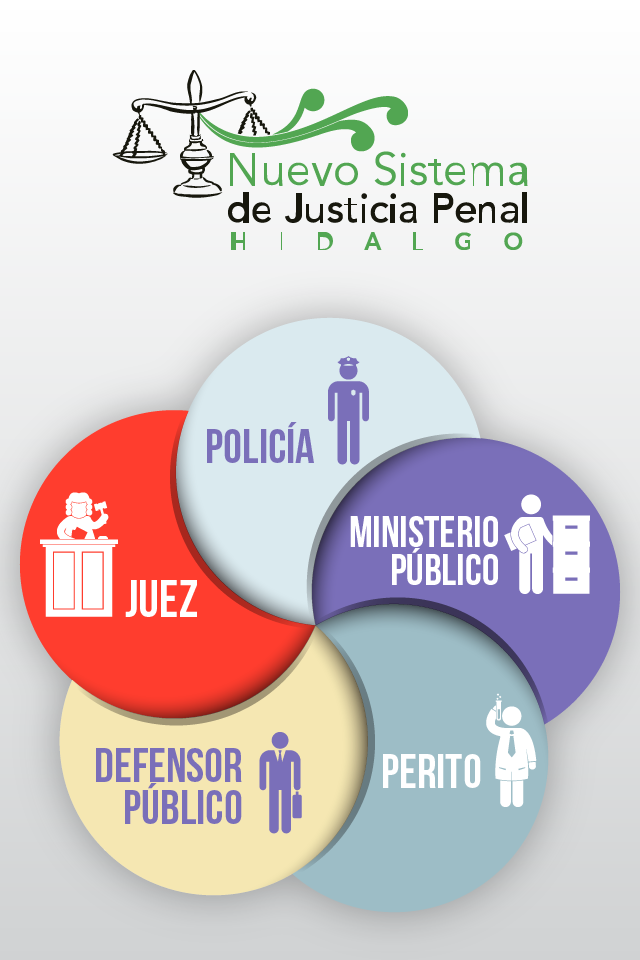 Nuevo Sistema
de Justicia Penal
HIDALGO
POLICÍA
MINISTERIO
PÚBLICO
JUEZ
PERITO
DEFENSOR
PÚBLICO